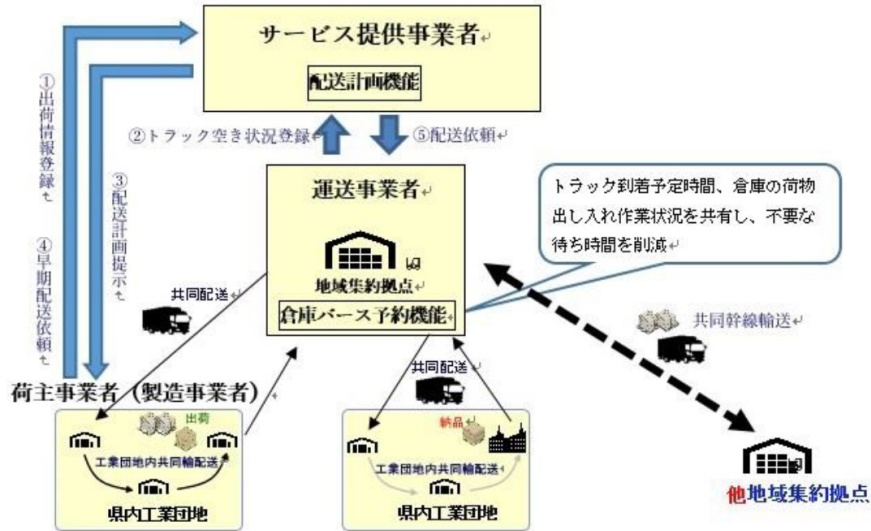 サービス提供事業者
配送計画機能
①出荷情報登録
②トラック空き状況登録
⑤配送依頼
③配送計画提示
④早期配送依頼
運送事業者
地域集約拠点
倉庫バース予約機能
トラック到着予定時間、倉庫の荷物
出し入れ作業状況を共有し、不要な
待ち時間を削減
共同配送
共同配送
共同幹線輸送
荷主事業者（製造事業者）
出荷
工業団地内共同輪配送
県内工業団地
納品
工業団地内共同輪配送
県内工業団地
他地域集約拠点